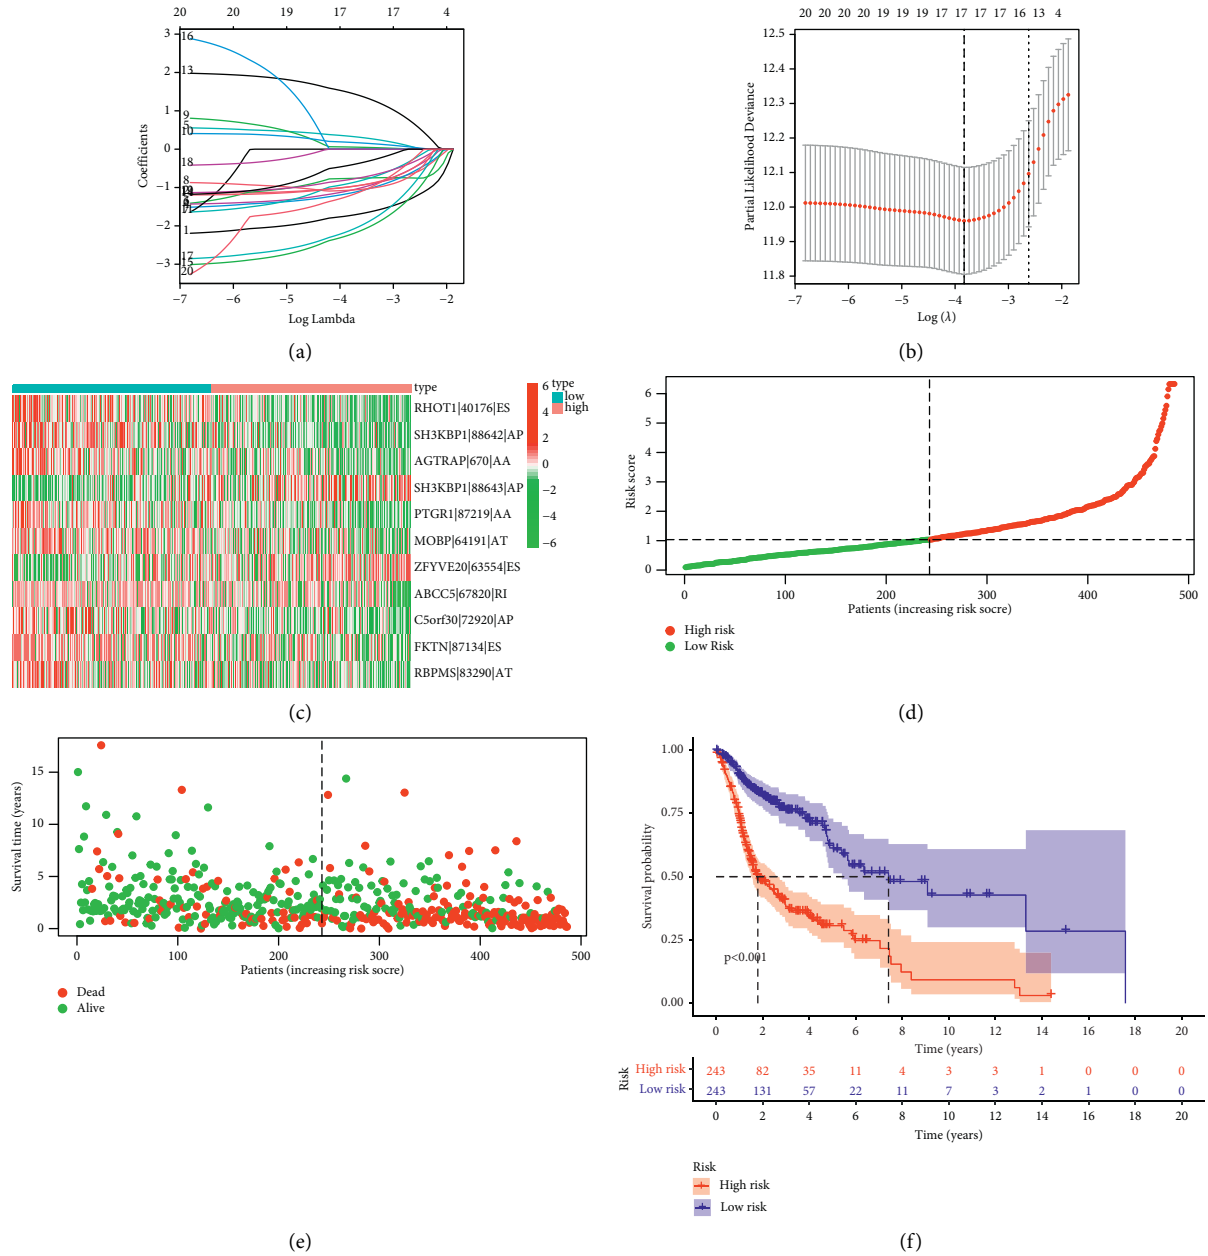 20 20 19 17 17 4
3
2
1
0
−1
−2
−3
Coefficients
16
13
9
5
10
18
8
1
17
15
20
−7 −6 −5 −4 −3 −2
Log Lambda
(a)
20 20 20 20 19 19 19 17 17 17 17 16 13 4
12.5
12.4
12.3
12.2
12.1
12.0
11.9
11.8
Partial Likelihood Deviance
−7 −6 −5 −4 −3 −2
Log (λ)
(b)
type
RHOT1|40176|ES
SH3KBP1|88642|AP
AGTRAP|670|AA
SH3KBP1|88643|AP
PTGR1|87219|AA
MOBP|64191|AT
ZFYVE20|63554|ES
ABCC5|67820|RI
C5orf30|72920|AP
FKTN|87134|ES
RBPMS|83290|AT
6
4
2
0
−2
−4
−6
type
low
high
(c)
6
5
4
3
2
1
0
Risk score
0 100 200 300 400 500
Patients (increasing risk socre)
High risk
Low Risk
(d)
15
10
5
0
Survival time (years)
0 100 200 300 400 500
Patients (increasing risk socre)
Dead
Alive
(e)
1.00
0.75
0.50
0.25
0.00
Survival probability
p<0.001
0 2 4 6 8 10 12 14 16 18 20
Time (years)
Risk
High risk 243 82 35 11 4 3 3 1 0 0 0
Low risk 243 131 57 22 11 7 3 2 1 0 0
0 2 4 6 8 10 12 14 16 18 20
Time (years)
Risk
High risk
Low risk
(f)